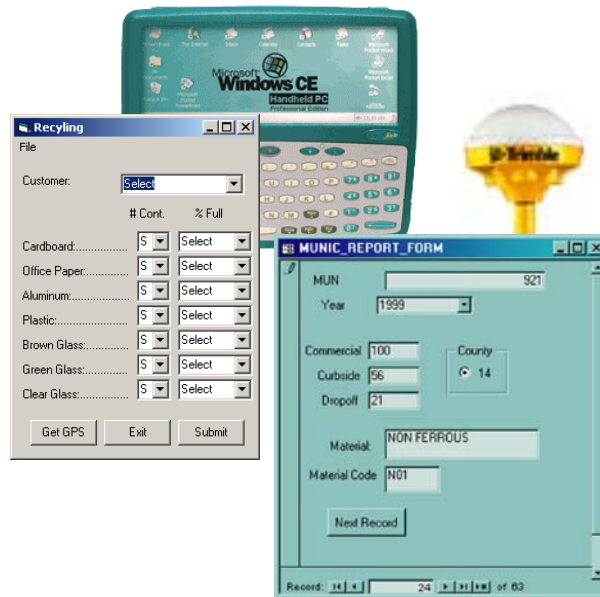 Microsoft
Windows CE
Handheld PC
Professional Edition
Trimble
Recyling
File
Customer: Select
# Cont. % Full
Cardboard:................ S Select
Office Paper:............. S Select
Aluminum:................ S Select
Plastic:...................... S Select
Brown Glass:............ S Select
Green Glass:............. S Select
Clear Glass:.............. S Select
Get GPS Exit Submit
MUNIC_REPORT_FORM
MUN 921
Year 1999
Commercial 100 County
Curbside 56 14
Dropoff 21
Material: NON FERROUS
Material Code N01
Next Record
Record: 24 of 63